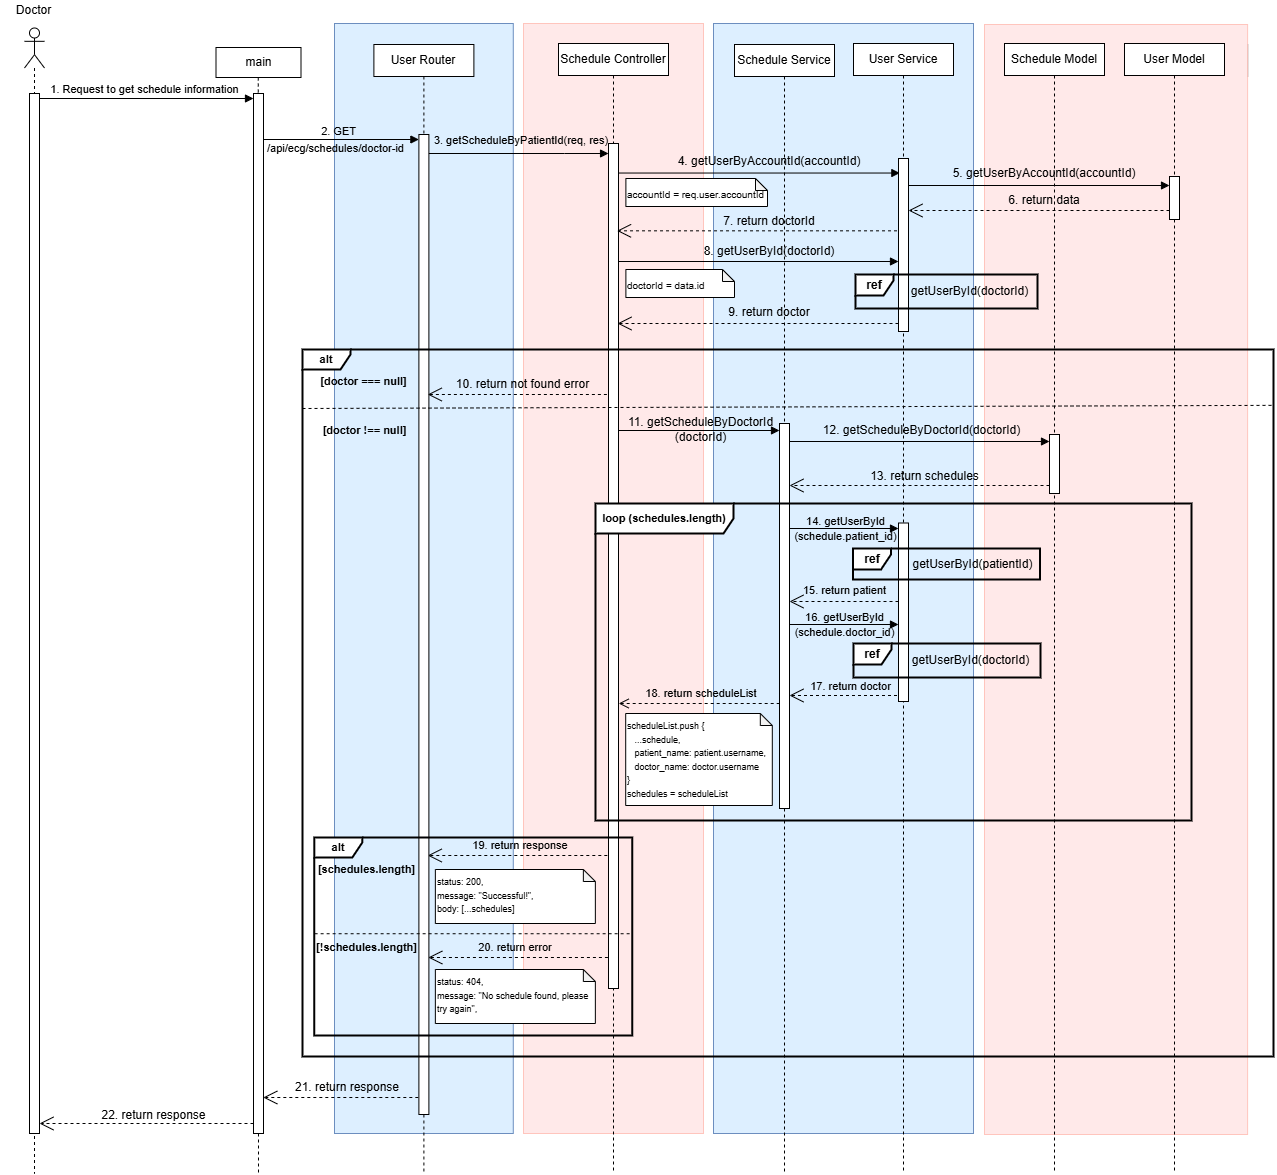 Doctor
main
User Router
Schedule Controller
Schedule Service
User Service
Schedule Model
User Model
1. Request to get schedule information
2. GET
/api/ecg/schedules/doctor-id
3. getScheduleByPatientId(req, res)
4. getUserByAccountId(accountId)
accountId = req.user.accountId
5. getUserByAccountId(accountId)
6. return data
7. return doctorId
8. getUserById(doctorId)
doctorId = data.id
ref
getUserById(doctorId)
9. return doctor
alt
[doctor === null]
10. return not found error
[doctor !== null]
11. getScheduleByDoctorId
(doctorId)
12. getScheduleByDoctorId(doctorId)
13. return schedules
loop (schedules.length)
14. getUserById
(schedule.patient_id)
ref
getUserById(patientId)
15. return patient
16. getUserById
(schedule.doctor_id)
ref
getUserById(doctorId)
17. return doctor
18. return scheduleList
scheduleList.push {
...schedule,
patient_name: patient.username,
doctor_name: doctor.username
}
schedules = scheduleList
alt
[schedules.length]
19. return response
status: 200,
message: "Successful!",
body: [...schedules]
[!schedules.length]
20. return error
status: 404,
message: "No schedule found, please
try again",
21. return response
22. return response